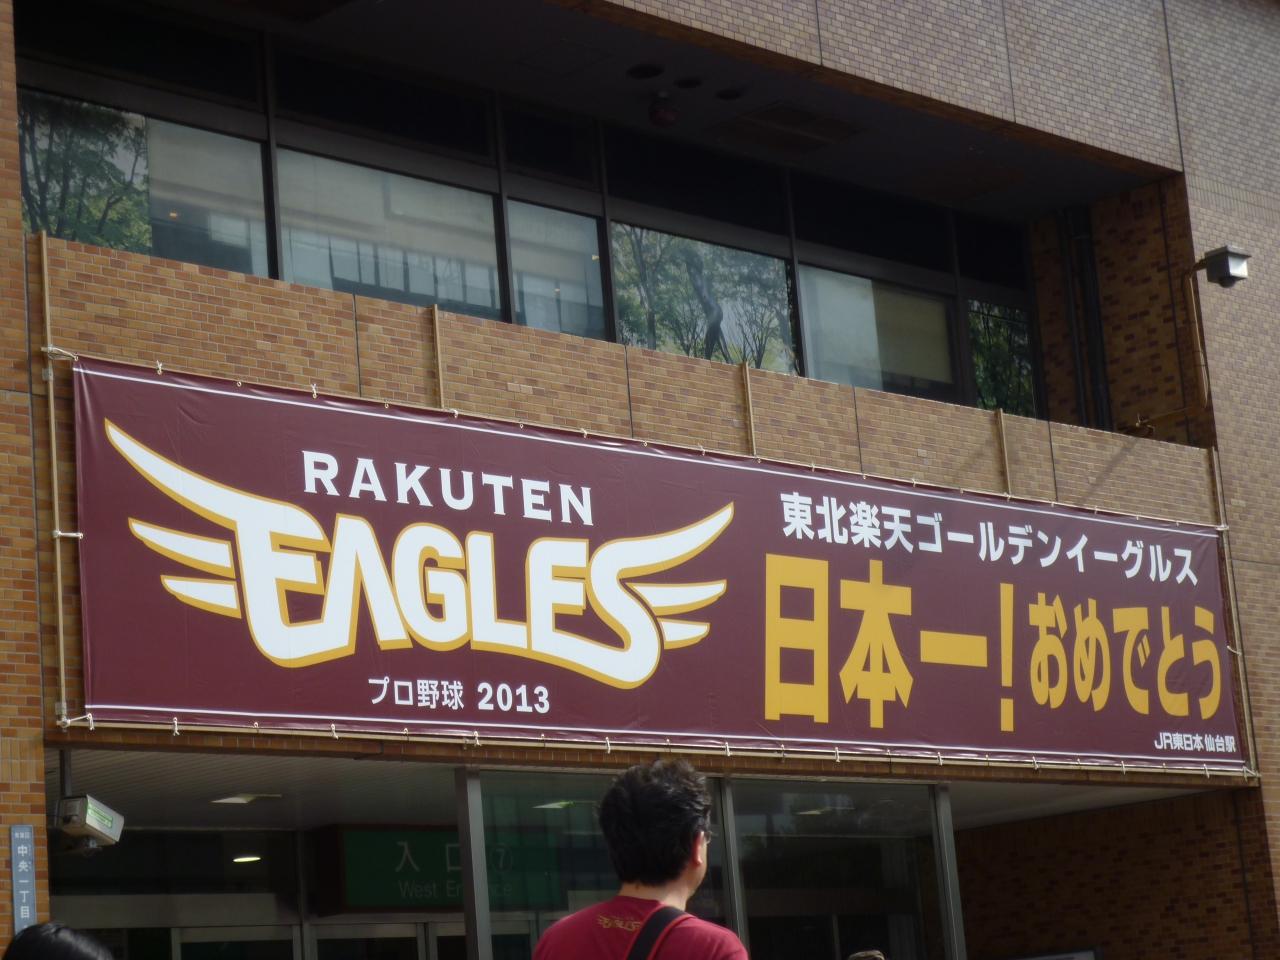 RAKUTEN
EAGLES
プロ野球 2013
東北楽天ゴールデンイーグルス
日本一!おめでとう
JR東日本 仙台駅
入口⑦
West Entrance
中央一丁目
EAGLES